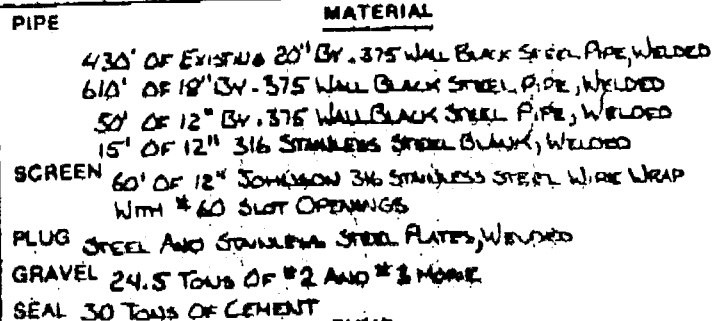 MATERIAL
PIPE
430' OF EXISTING 20" BY .375 WALL BLACK STEEL PIPE, WELDED
610' OF 18" BY .375 WALL BLACK STEEL PIPE, WELDED
50' OF 12" BY .375 WALL BLACK STEEL PIPE, WELDED
15' OF 12" 316 STAINLESS STEEL BLANK, WELDED
SCREEN 60' OF 12" JOHNSON 316 STAINLESS STEEL WIRE WRAP
WITH #60 SLOT OPENINGS
PLUG STEEL AND STAINLESS STEEL PLATES, WELDED
GRAVEL 24.5 TONS OF #2 AND #3 MORIE
SEAL 30 TONS OF CEMENT